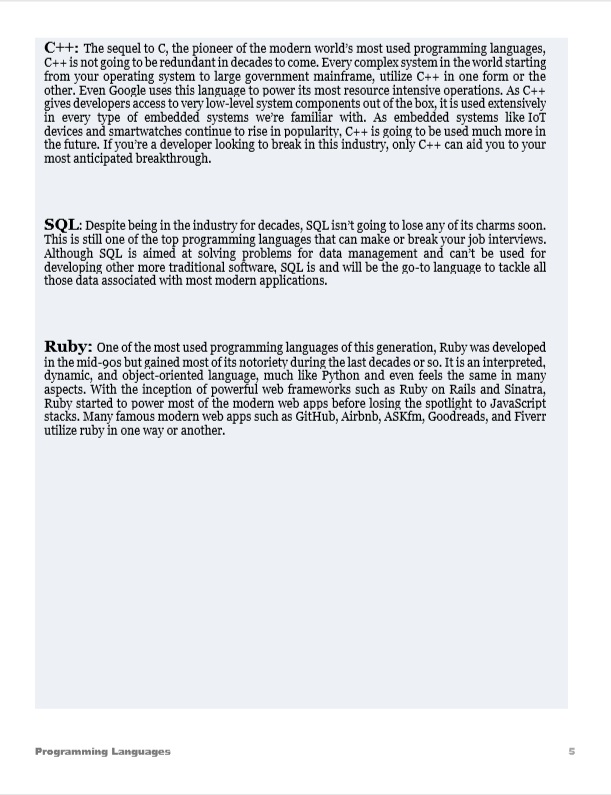 C++: The sequel to C, the pioneer of the modern world's most used programming languages,
C++ is not going to be redundant in decades to come. Every complex system in the world starting
from your operating system to large government mainframe, utilize C++ in one form or the
other. Even Google uses this language to power its most resource intensive operations. As C++
gives developers access to very low-level system components out of the box, it is used extensively
in every type of embedded systems we're familiar with. As embedded systems like IoT
devices and smartwatches continue to rise in popularity, C++ is going to be used much more in
the future. If you're a developer looking to break in this industry, only C++ can aid you to your
most anticipated breakthrough.
SQL: Despite being in the industry for decades, SQL isn't going to lose any of its charms soon.
This is still one of the top programming languages that can make or break your job interviews.
Although SQL is aimed at solving problems for data management and can't be used for
developing other more traditional software, SQL is and will be the go-to language to tackle all
those data associated with most modern applications.
Ruby: One of the most used programming languages of this generation, Ruby was developed
in the mid-90s but gained most of its notoriety during the last decades or so. It is an interpreted,
dynamic, and object-oriented language, much like Python and even feels the same in many
aspects. With the inception of powerful web frameworks such as Ruby on Rails and Sinatra,
Ruby started to power most of the modern web apps before losing the spotlight to JavaScript
stacks. Many famous modern web apps such as GitHub, Airbnb, ASKfm, Goodreads, and Fiverr
utilize ruby in one way or another.
Programming Languages 5